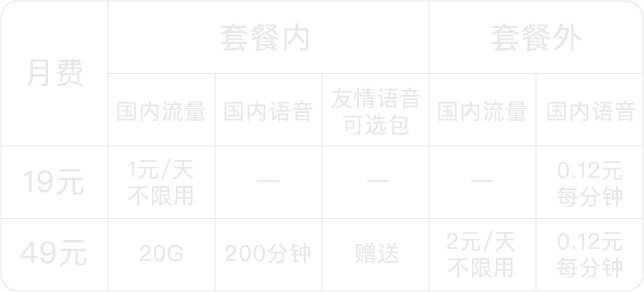 月费
套餐内
套餐外
国内流量
国内语音
友情语音
可选包
国内流量
国内语音
19元
1元/天
不限用
—
—
—
0.12元
每分钟
49元
20G
200分钟
赠送
2元/天
不限用
0.12元
每分钟